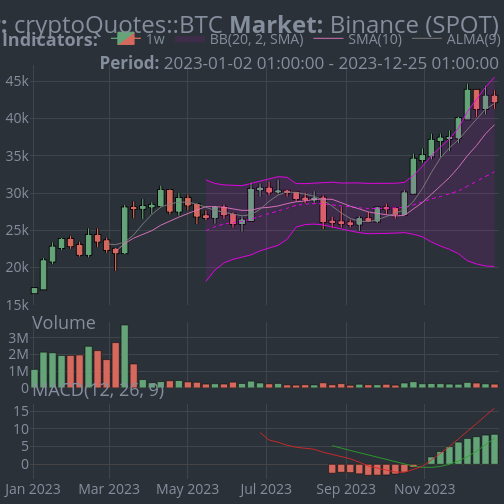 : cryptoQuotes::BTC Market: Binance (SPOT)
Indicators: 1w BB(20, 2, SMA) SMA(10) ALMA(9)
Period: 2023-01-02 01:00:00 - 2023-12-25 01:00:00
45k
40k
35k
30k
25k
20k
15k
Volume
3M
2M
1M
0
MACD(12, 26, 9)
15
10
5
0
Jan 2023 Mar 2023 May 2023 Jul 2023 Sep 2023 Nov 2023